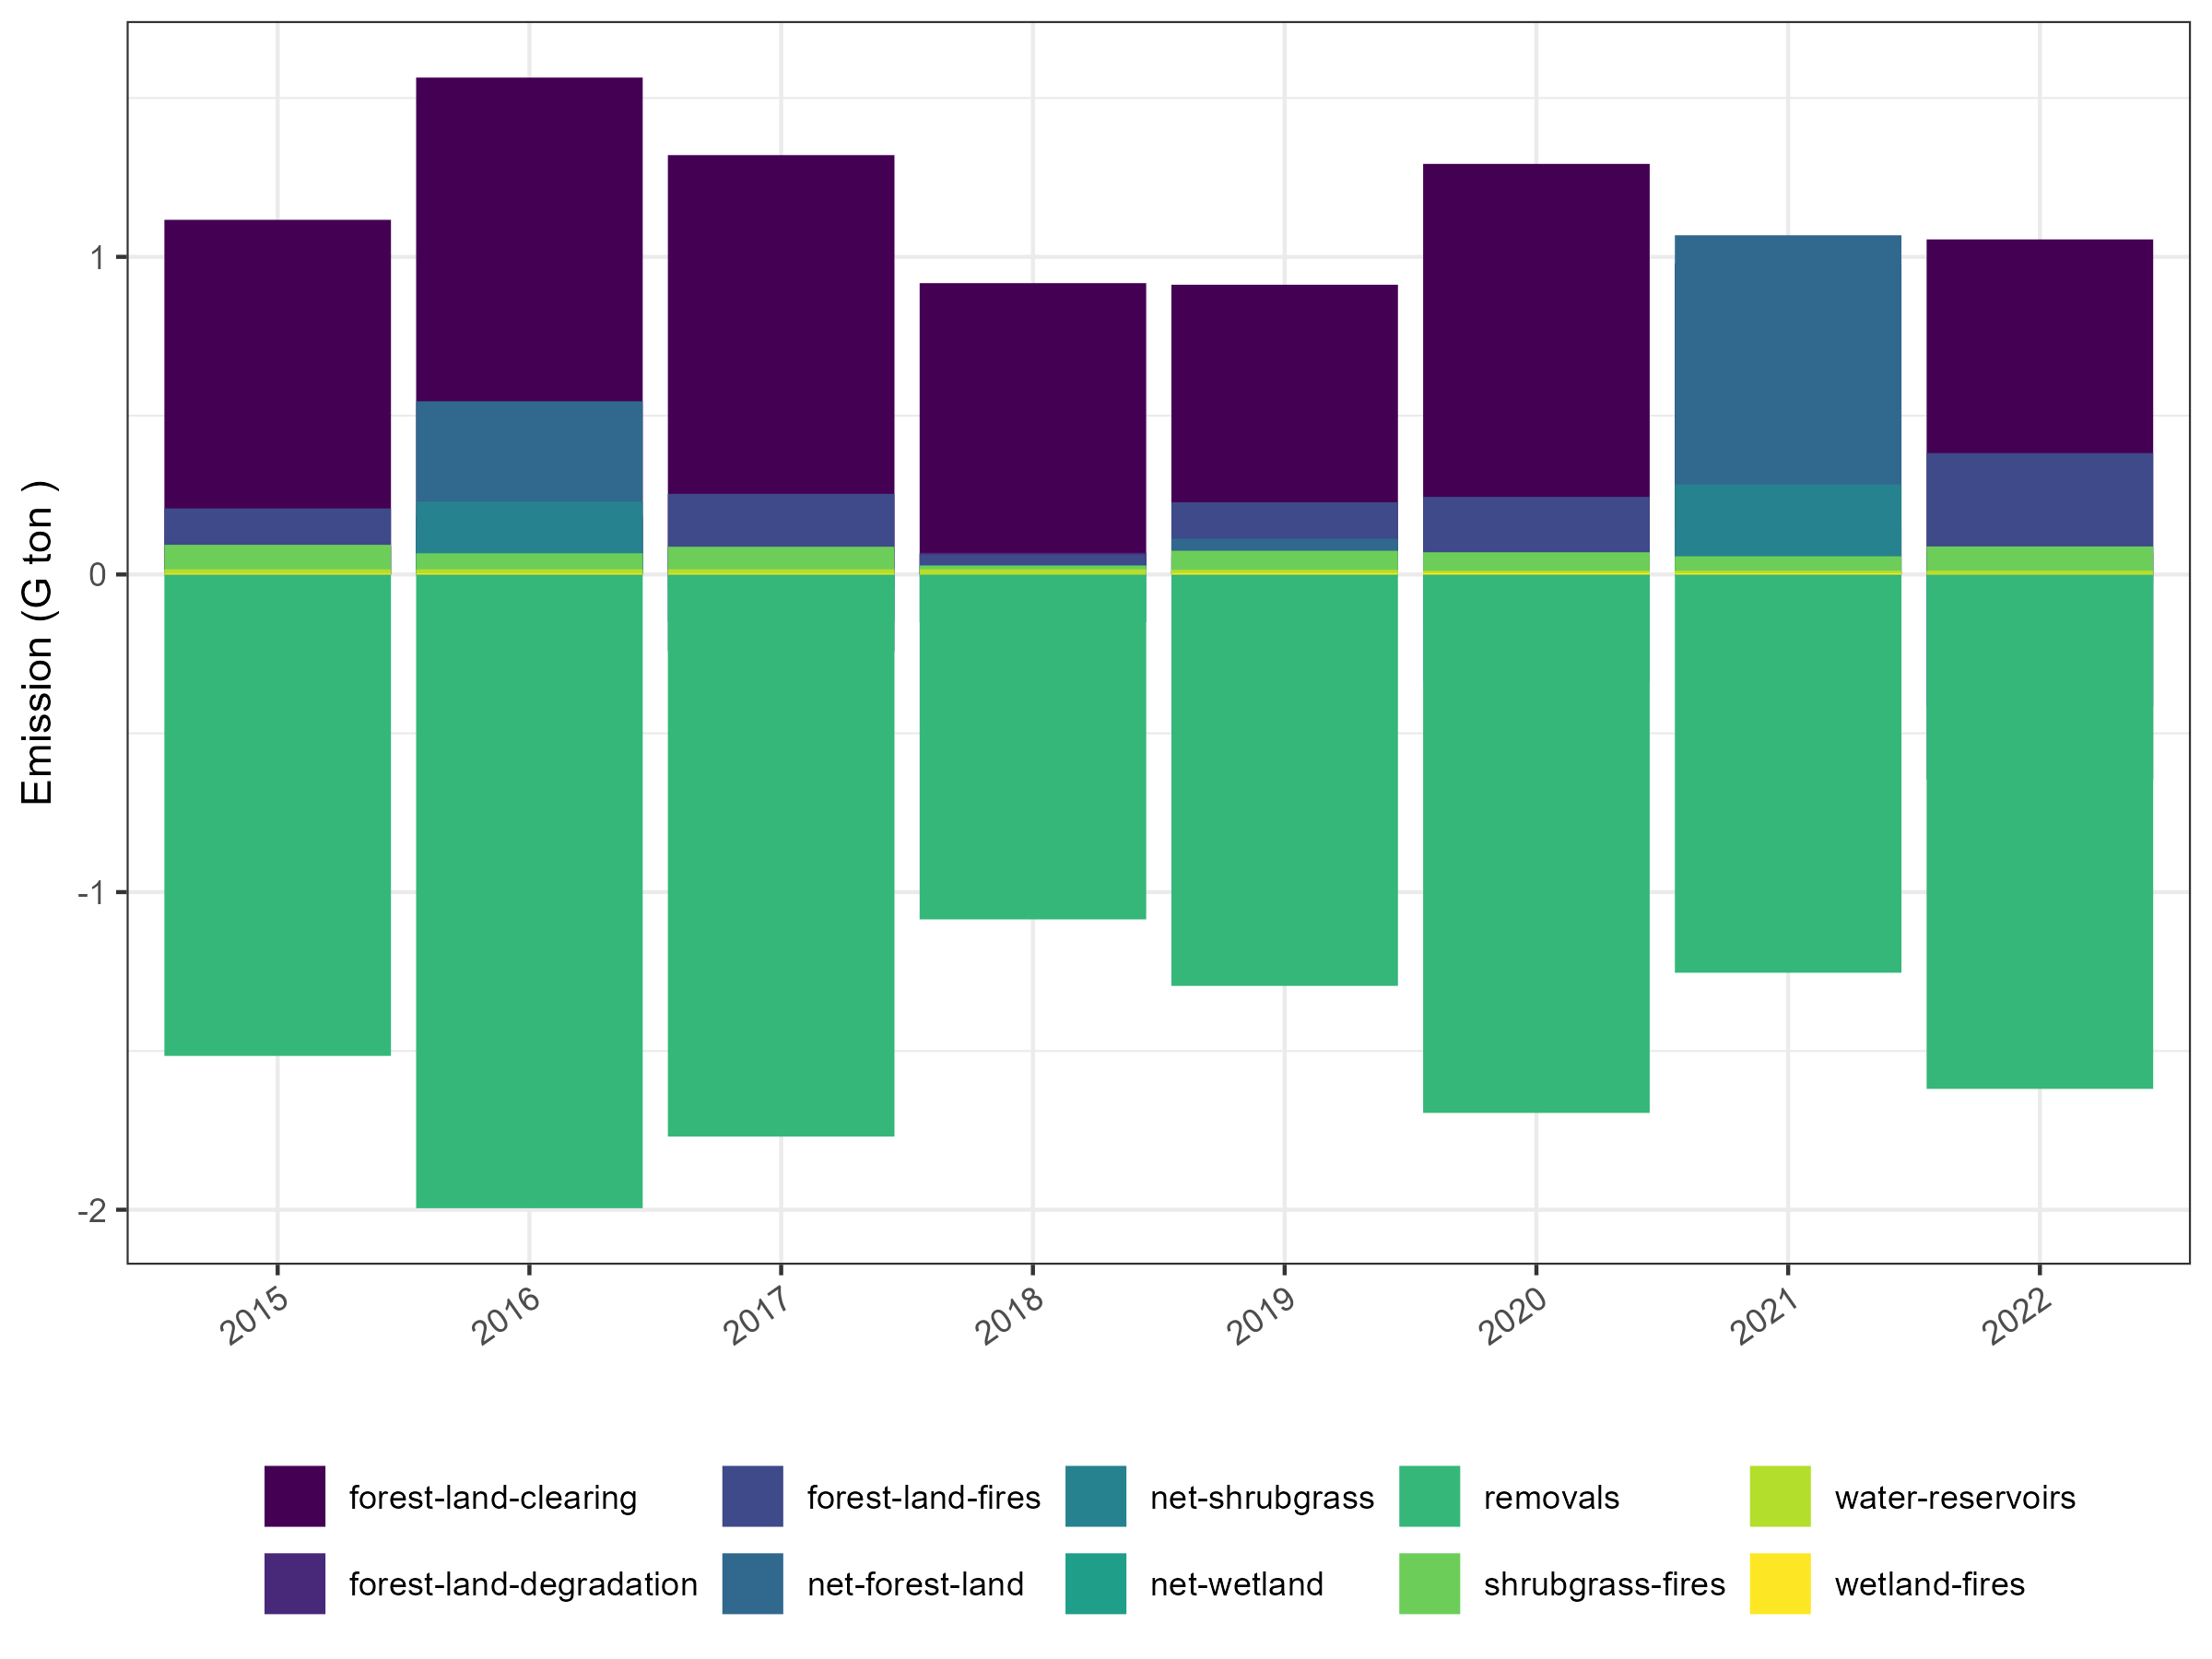 Emission (G ton )
1
0
-1
-2
2015
2016
2017
2018
2019
2020
2021
2022
forest-land-clearing
forest-land-fires
net-shrubgrass
removals
water-reservoirs
forest-land-degradation
net-forest-land
net-wetland
shrubgrass-fires
wetland-fires